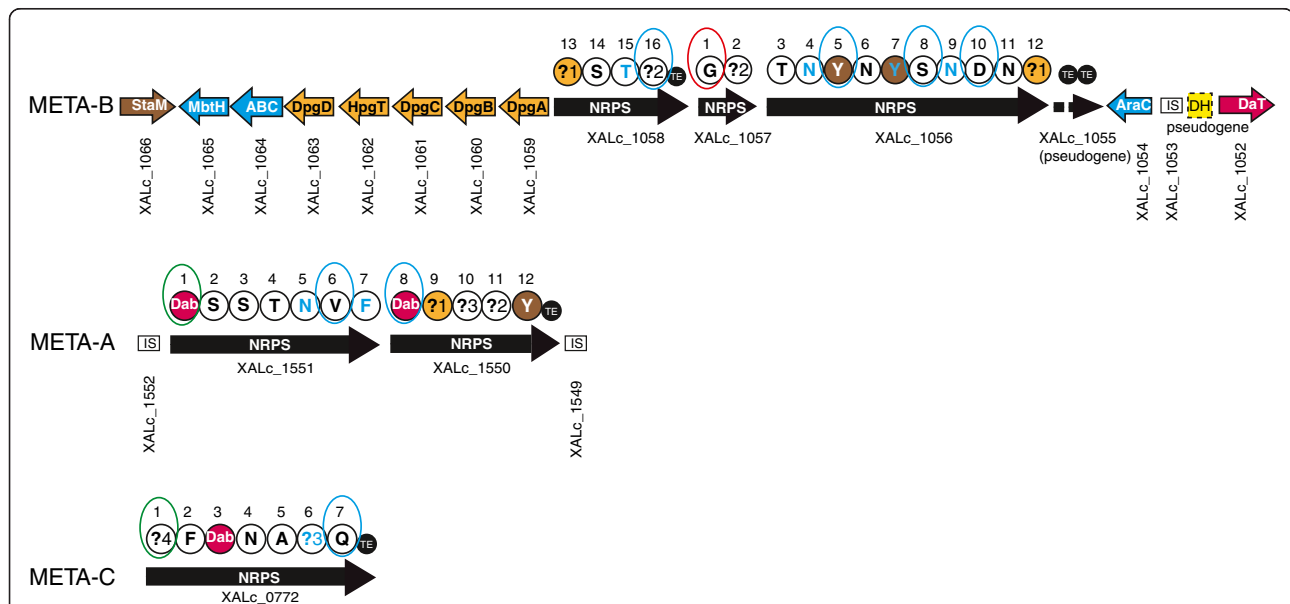 13 14 15 16 1 2 3 4 5 6 7 8 9 10 11 12
?1 S T ?2 TE G ?2 T N Y N Y S N D N ?1 TE TE
META-B StaM MbtH ABC DpgD HpgT DpgC DpgB DpgA NRPS NRPS NRPS AraC IS DH DaT
pseudogene
XALc_1058 XALc_1057 XALc_1056 XALc_1055
(pseudogene)
XALc_1066 XALc_1065 XALc_1064 XALc_1063 XALc_1062 XALc_1061 XALc_1060 XALc_1059 XALc_1054 XALc_1053 XALc_1052
1 2 3 4 5 6 7 8 9 10 11 12
Dab S S T N V F Dab ?1 ?3 ?2 Y TE
META-A IS NRPS NRPS IS
XALc_1551 XALc_1550
XALc_1552 XALc_1549
1 2 3 4 5 6 7
?4 F Dab N A ?3 Q TE
META-C NRPS
XALc_0772